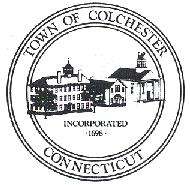 TOWN OF COLCHESTER
INCORPORATED
· 1698 ·
CONNECTICUT